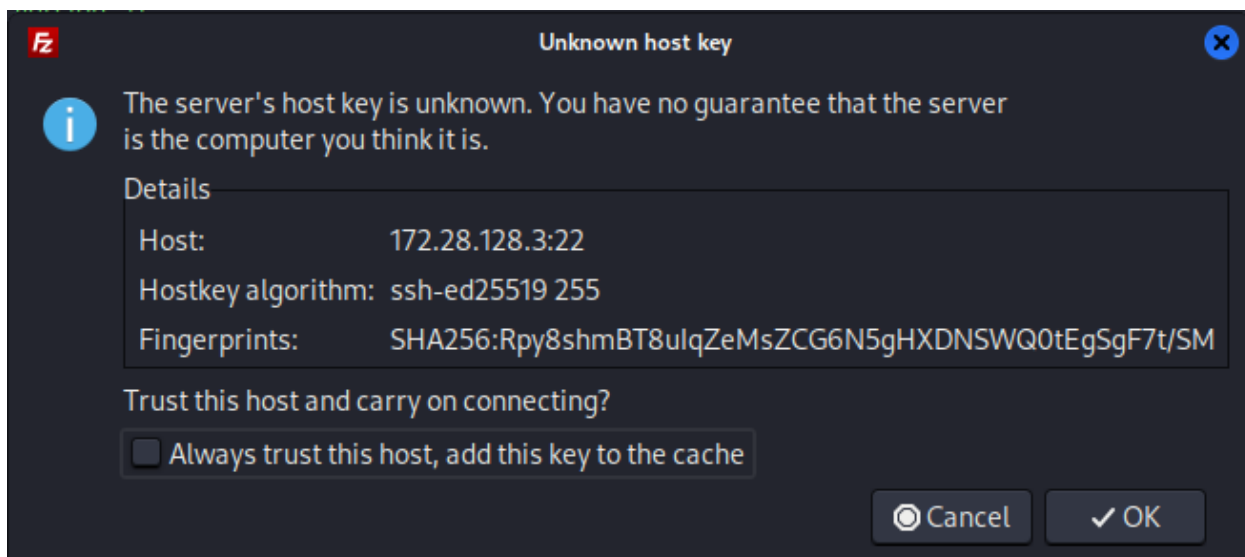 Fz
Unknown host key
The server's host key is unknown. You have no guarantee that the server
is the computer you think it is.
Details
Host: 172.28.128.3:22
Hostkey algorithm: ssh-ed25519 255
Fingerprints: SHA256:Rpy8shmBT8uIqZeMsZCG6N5gHXDNSWQ0tEgSgF7t/SM
Trust this host and carry on connecting?
Always trust this host, add this key to the cache
Cancel OK